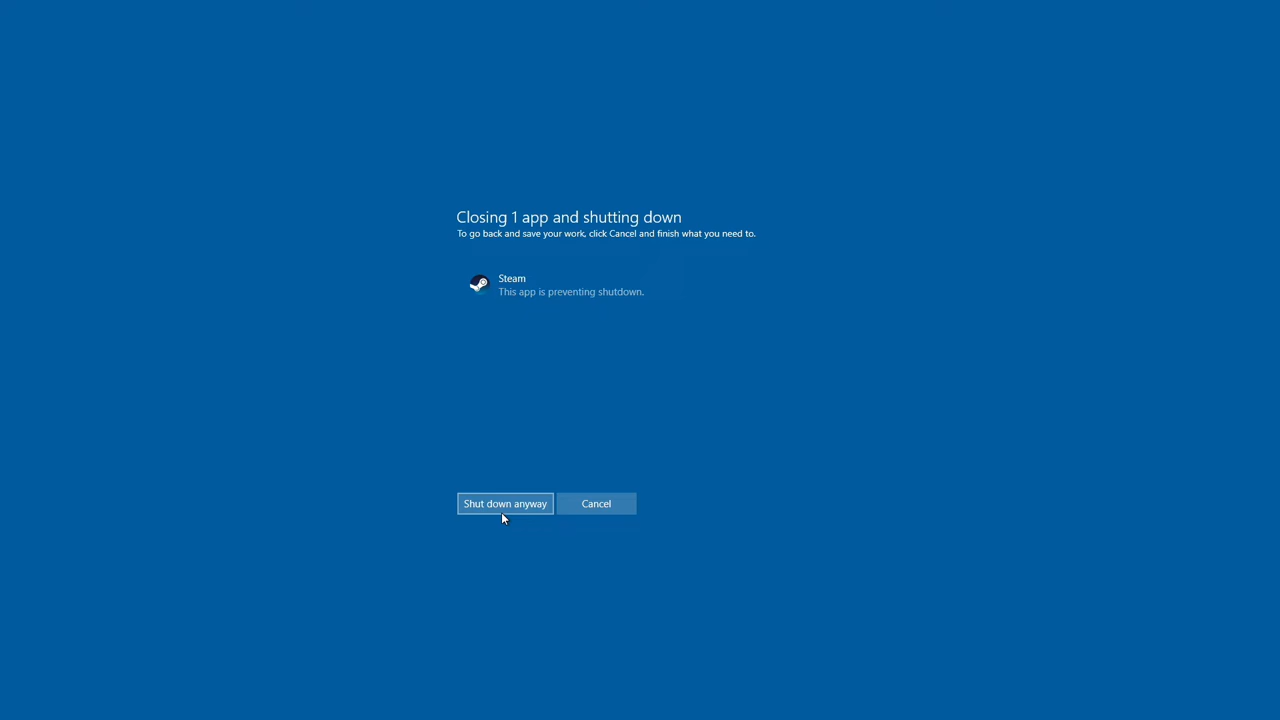 Closing 1 app and shutting down
To go back and save your work, click Cancel and finish what you need to.
Steam
This app is preventing shutdown.
Shut down anyway
Cancel